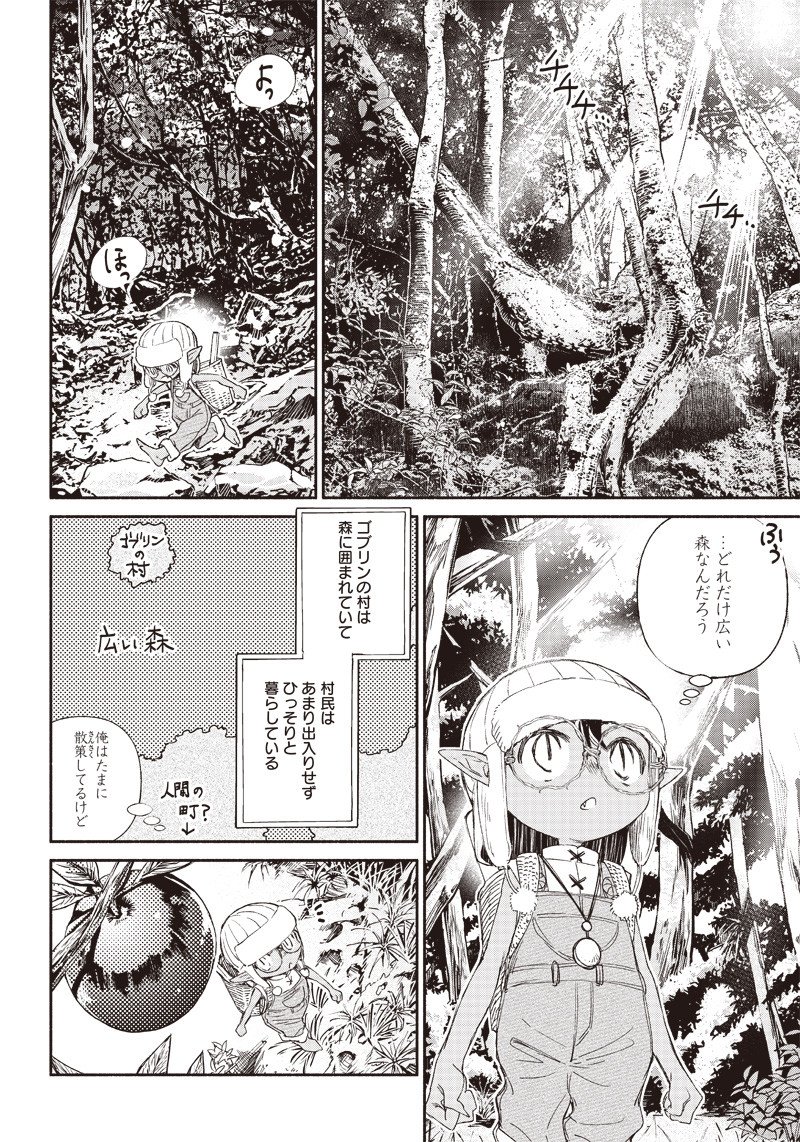 チチチ…
チチ…
よっ
ほっ
ふぅ
…どれだけ広い
森なんだろう
ゴブリンの村は
森に囲まれていて
村民は
あまり出入りせず
ひっそりと
暮らしている
ゴブリン
の
村
広い森
人間の
町?
↓
俺はたまに
散策してるけど
さんさく